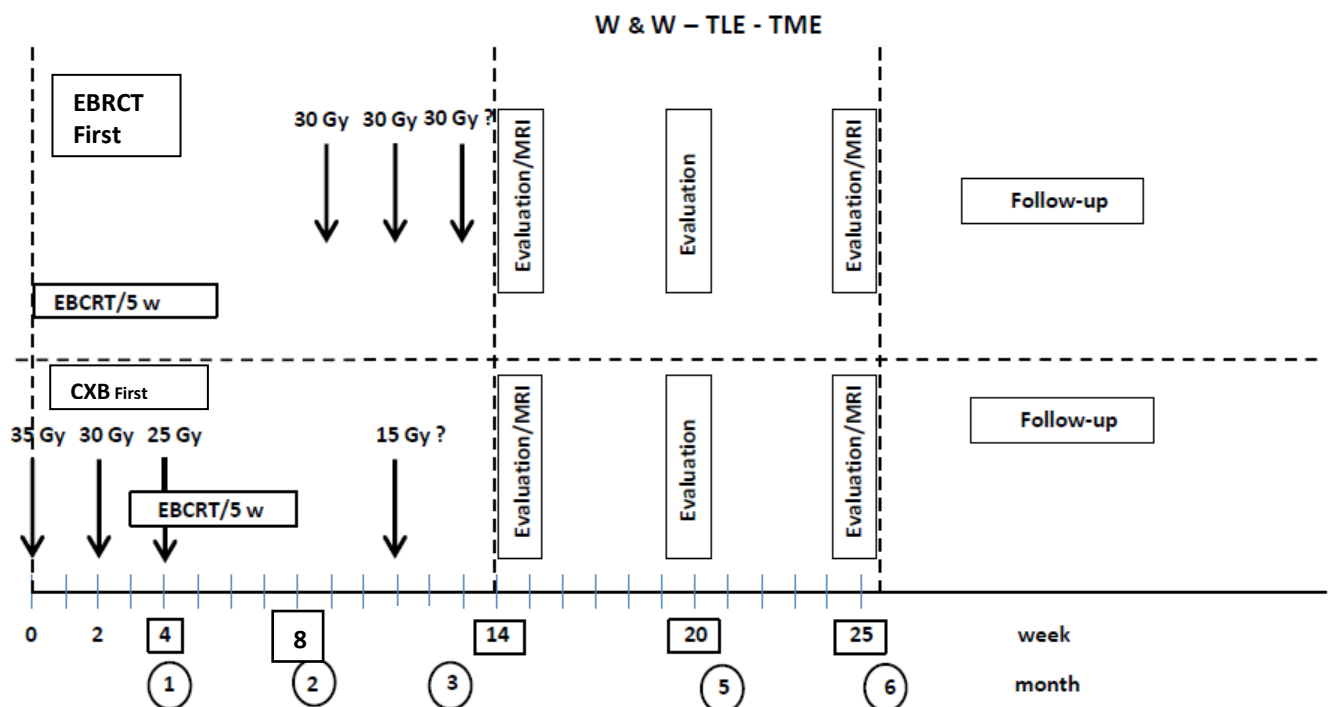 W & W – TLE - TME
EBRCT
First
30 Gy 30 Gy 30 Gy ?
Evaluation/MRI
Evaluation
Evaluation/MRI
Follow-up
EBCRT/5 w
CXB First
35 Gy 30 Gy 25 Gy 15 Gy ?
Evaluation/MRI
Evaluation
Evaluation/MRI
Follow-up
EBCRT/5 w
0 2 4 8 14 20 25 week
1 2 3 5 6 month